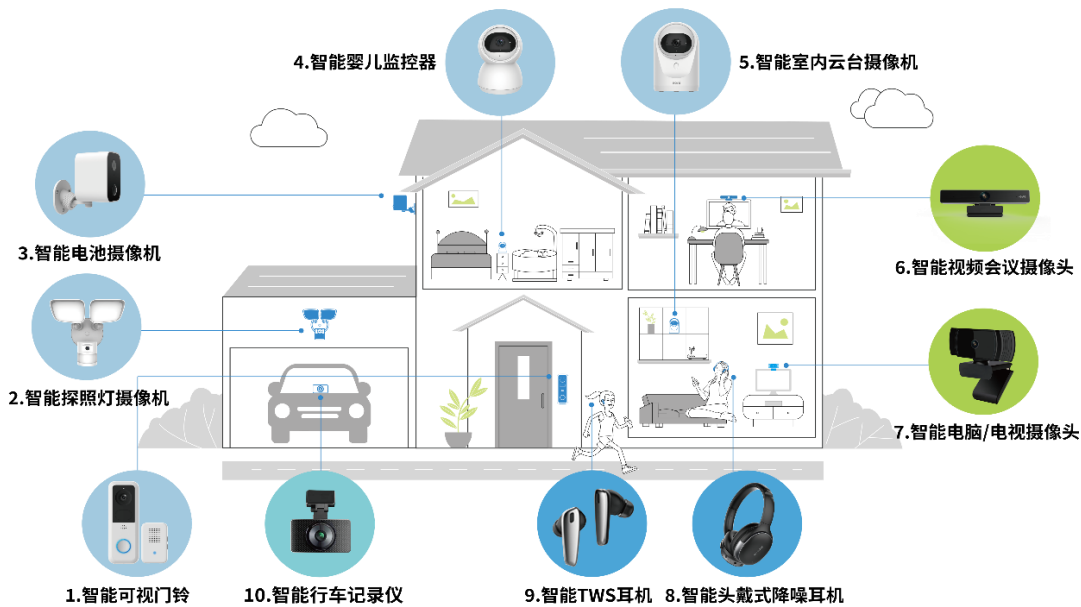 4.智能婴儿监控器
5.智能室内云台摄像机
3.智能电池摄像机
6.智能视频会议摄像头
2.智能探照灯摄像机
7.智能电脑/电视摄像头
1.智能可视门铃
10.智能行车记录仪
9.智能TWS耳机
8.智能头戴式降噪耳机